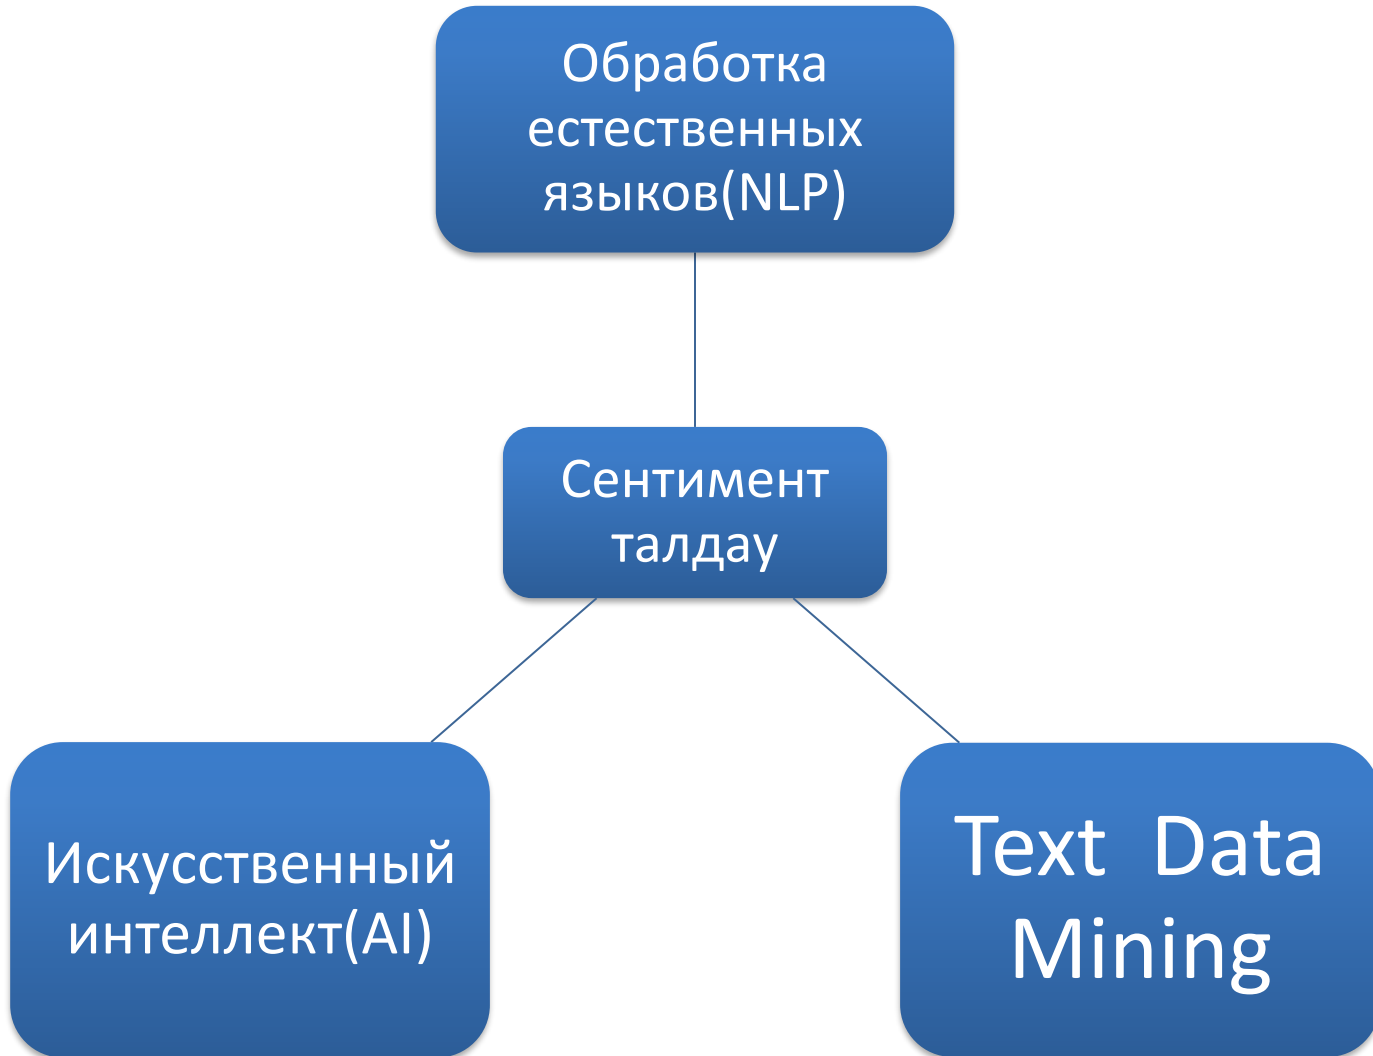 Обработка
естественных
языков(NLP)
Сентимент
талдау
Искусственный
интеллект(AI)
Text Data
Mining